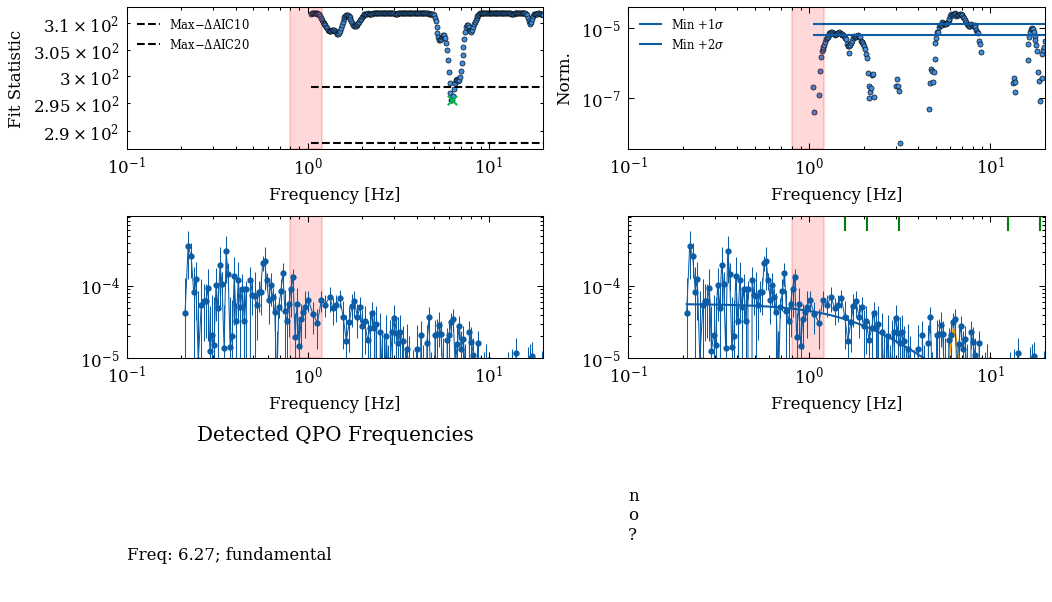 Fit Statistic
3.1 × 10²
3.05 × 10²
3 × 10²
2.95 × 10²
2.9 × 10²
Max−ΔAIC10
Max−ΔAIC20
10⁻¹ 10⁰ 10¹
Frequency [Hz]
Norm.
10⁻⁵
10⁻⁷
Min +1σ
Min +2σ
10⁻¹ 10⁰ 10¹
Frequency [Hz]
10⁻⁴
10⁻⁵
10⁻¹ 10⁰ 10¹
Frequency [Hz]
10⁻⁴
10⁻⁵
10⁻¹ 10⁰ 10¹
Frequency [Hz]
Detected QPO Frequencies
Freq: 6.27; fundamental
n
o
?